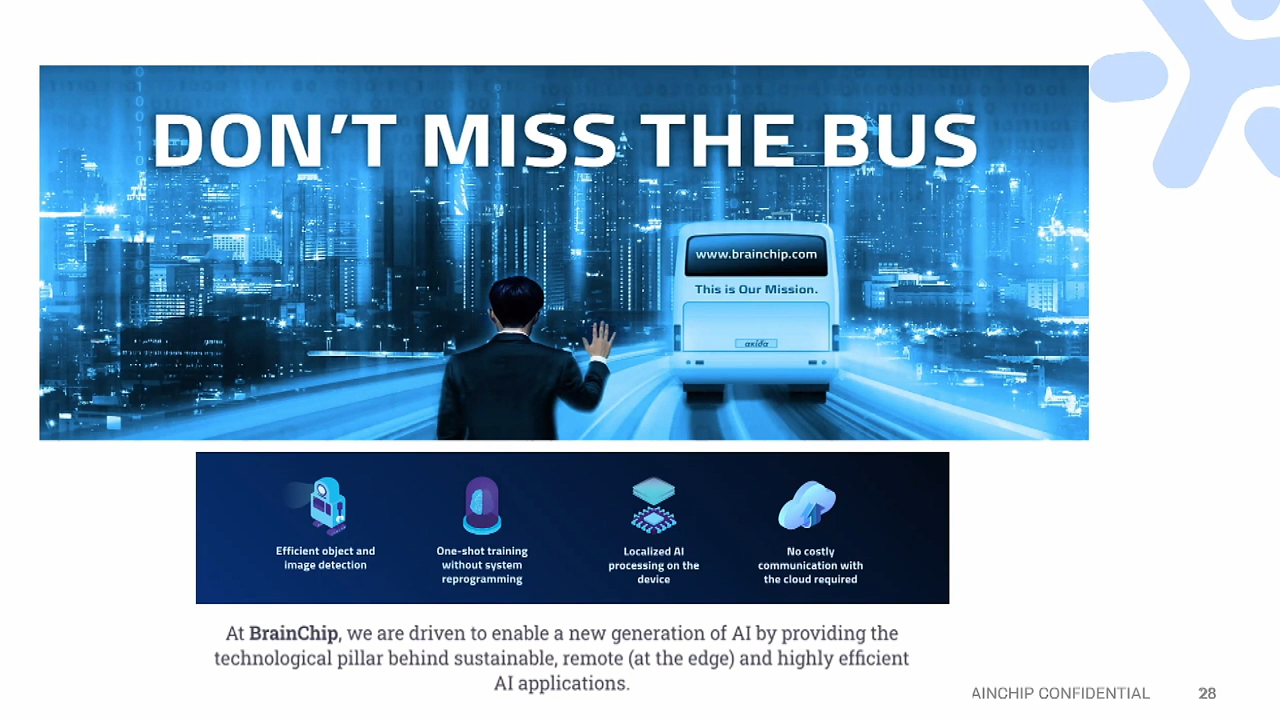 DON’T MISS THE BUS
www.brainchip.com
This is Our Mission.
akida
Efficient object and
image detection
One-shot training
without system
reprogramming
Localized AI
processing on the
device
No costly
communication with
the cloud required
At BrainChip, we are driven to enable a new generation of AI by providing the
technological pillar behind sustainable, remote (at the edge) and highly efficient
AI applications.
AINCHIP CONFIDENTIAL
28